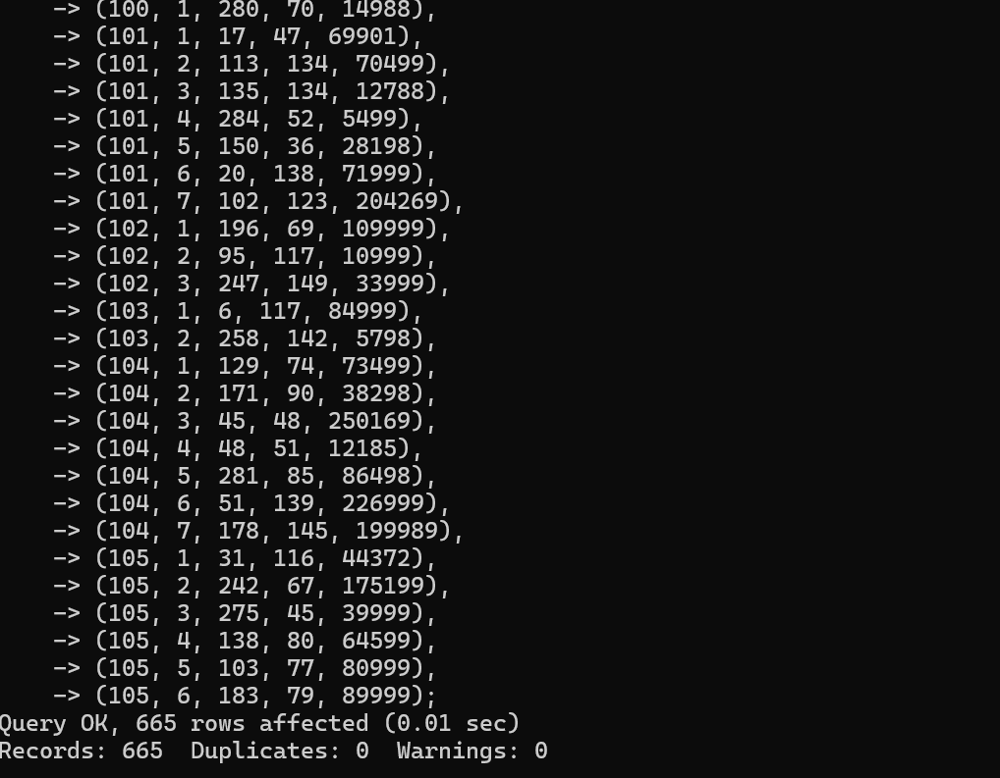 -> (100, 1, 280, 70, 14988),
-> (101, 1, 17, 47, 69901),
-> (101, 2, 113, 134, 70499),
-> (101, 3, 135, 134, 12788),
-> (101, 4, 284, 52, 5499),
-> (101, 5, 150, 36, 28198),
-> (101, 6, 20, 138, 71999),
-> (101, 7, 102, 123, 204269),
-> (102, 1, 196, 69, 109999),
-> (102, 2, 95, 117, 10999),
-> (102, 3, 247, 149, 33999),
-> (103, 1, 6, 117, 84999),
-> (103, 2, 258, 142, 5798),
-> (104, 1, 129, 74, 73499),
-> (104, 2, 171, 90, 38298),
-> (104, 3, 45, 48, 250169),
-> (104, 4, 48, 51, 12185),
-> (104, 5, 281, 85, 86498),
-> (104, 6, 51, 139, 226999),
-> (104, 7, 178, 145, 199989),
-> (105, 1, 31, 116, 44372),
-> (105, 2, 242, 67, 175199),
-> (105, 3, 275, 45, 39999),
-> (105, 4, 138, 80, 64599),
-> (105, 5, 103, 77, 80999),
-> (105, 6, 183, 79, 89999);
Query OK, 665 rows affected (0.01 sec)
Records: 665  Duplicates: 0  Warnings: 0